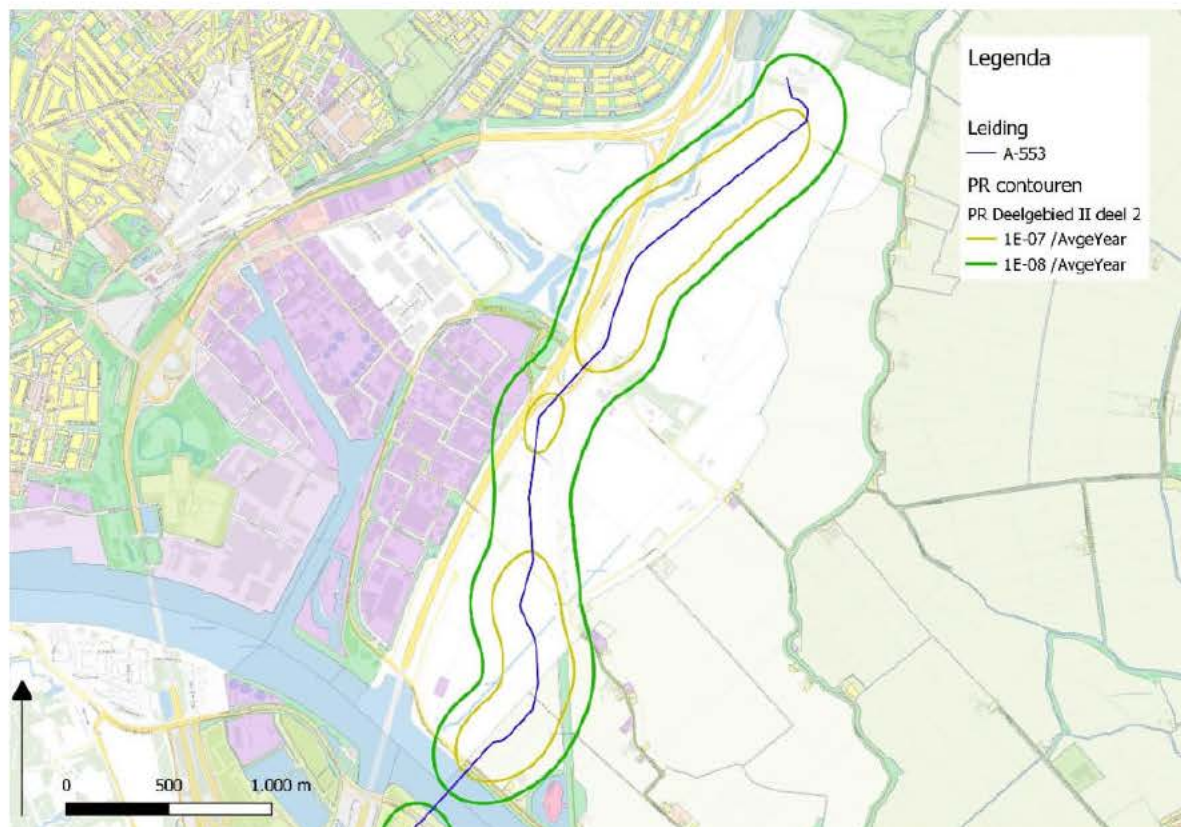 Legenda
Leiding
A-553
PR contouren
PR Deelgebied II deel 2
1E-07 /AvgeYear
1E-08 /AvgeYear
0 500 1.000 m